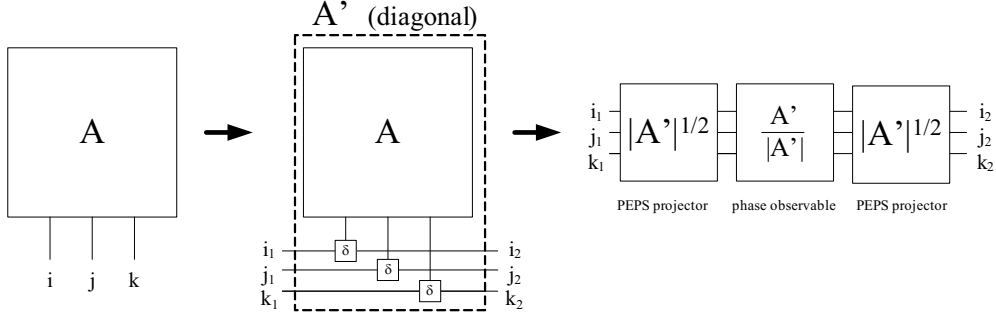 A
i j k
A’ (diagonal)
A
δ
δ
δ
i₁ i₂
j₁ j₂
k₁ k₂
i₁ i₂
j₁ j₂
k₁ k₂
|A’|^1/2
A’
|A’|
|A’|^1/2
PEPS projector phase observable PEPS projector